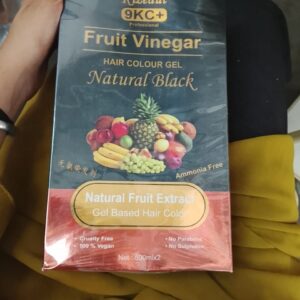 9KC+
Professional
Fruit Vinegar
HAIR COLOUR GEL
Natural Black
Ammonia Free
Natural Fruit Extract
Gel Based Hair Color
• Cruelty Free
• 100 % Vegan
• No Parabens
• No Sulphates